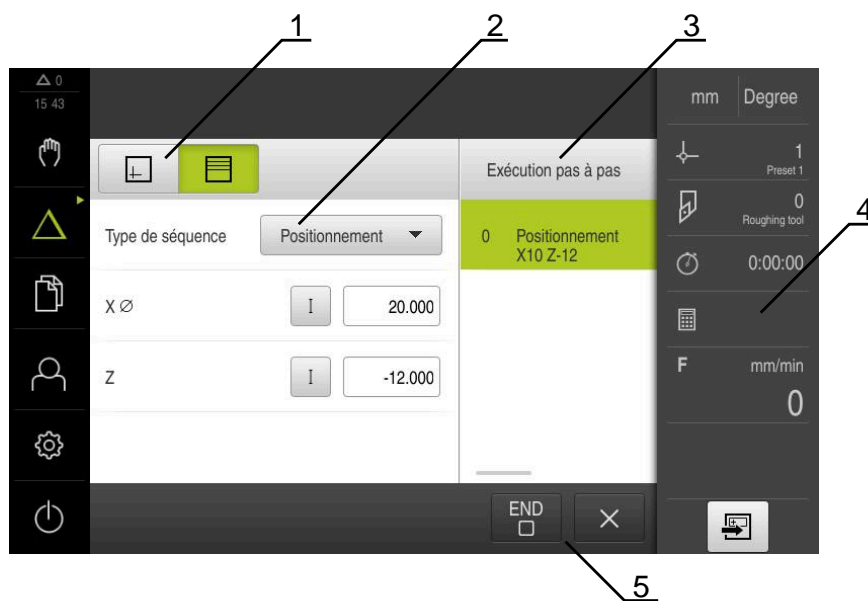 1 2 3
0
15 43
mm Degree
1
Preset 1
Exécution pas à pas
0
Roughing tool
4
Type de séquence Positionnement
0 Positionnement
X10 Z-12
0:00:00
X Ø I 20.000
Z I -12.000
F mm/min
0
END
5